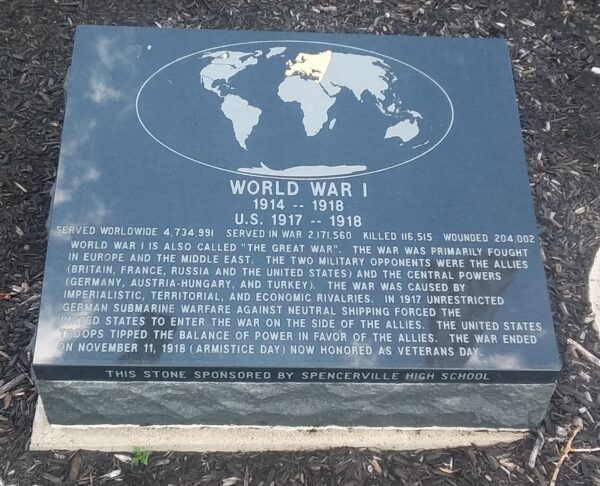 WORLD WAR I
1914 -- 1918
U.S. 1917 -- 1918
SERVED WORLDWIDE 4,734,991 SERVED IN WAR 2,171,560 KILLED 116,515 WOUNDED 204,002
WORLD WAR I IS ALSO CALLED "THE GREAT WAR". THE WAR WAS PRIMARILY FOUGHT
IN EUROPE AND THE MIDDLE EAST. THE TWO MILITARY OPPONENTS WERE THE ALLIES
(BRITAIN, FRANCE, RUSSIA AND THE UNITED STATES) AND THE CENTRAL POWERS
(GERMANY, AUSTRIA-HUNGARY, AND TURKEY). THE WAR WAS CAUSED BY
IMPERIALISTIC, TERRITORIAL, AND ECONOMIC RIVALRIES. IN 1917 UNRESTRICTED
GERMAN SUBMARINE WARFARE AGAINST NEUTRAL SHIPPING FORCED THE
UNITED STATES TO ENTER THE WAR ON THE SIDE OF THE ALLIES. THE UNITED STATES
TROOPS TIPPED THE BALANCE OF POWER IN FAVOR OF THE ALLIES. THE WAR ENDED
ON NOVEMBER 11, 1918 (ARMISTICE DAY) NOW HONORED AS VETERANS DAY.
THIS STONE SPONSORED BY SPENCERVILLE HIGH SCHOOL